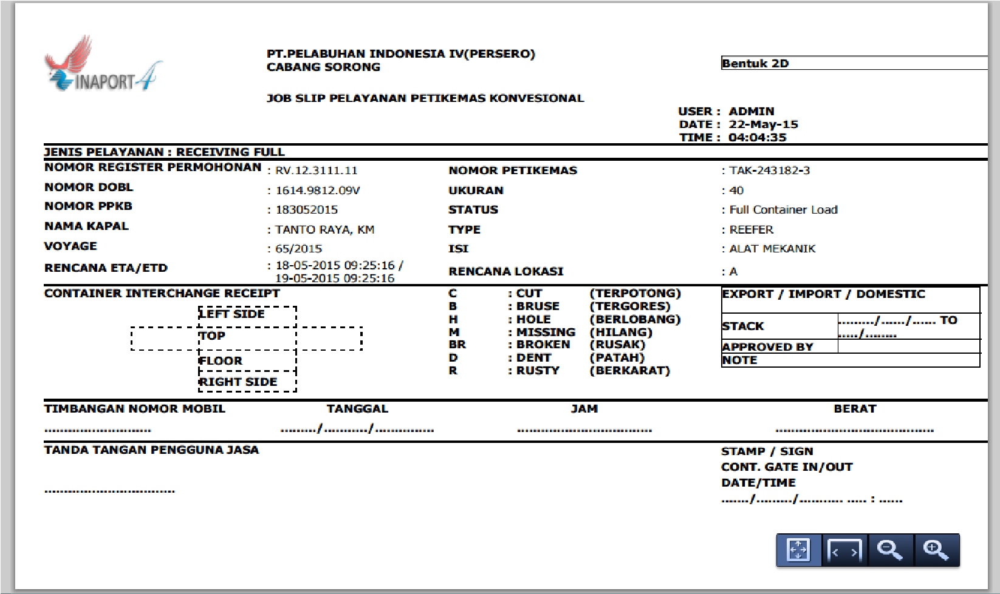 INAPORT 4
PT.PELABUHAN INDONESIA IV(PERSERO)
CABANG SORONG
Bentuk 2D
JOB SLIP PELAYANAN PETIKEMAS KONVESIONAL
USER : ADMIN
DATE : 22-May-15
TIME : 04:04:35
JENIS PELAYANAN : RECEIVING FULL
NOMOR REGISTER PERMOHONAN : RV.12.3111.11 NOMOR PETIKEMAS : TAK-243182-3
NOMOR DOBL : 1614.9812.09V UKURAN : 40
NOMOR PPKB : 183052015 STATUS : Full Container Load
NAMA KAPAL : TANTO RAYA, KM TYPE : REEFER
VOYAGE : 65/2015 ISI : ALAT MEKANIK
RENCANA ETA/ETD : 18-05-2015 09:25:16 / 19-05-2015 09:25:16 RENCANA LOKASI : A
CONTAINER INTERCHANGE RECEIPT
LEFT SIDE
TOP
FLOOR
RIGHT SIDE
C : CUT (TERPOTONG)
B : BRUSE (TERGORES)
H : HOLE (BERLOBANG)
M : MISSING (HILANG)
BR : BROKEN (RUSAK)
D : DENT (PATAH)
R : RUSTY (BERKARAT)
EXPORT / IMPORT / DOMESTIC
STACK ........./....../...... TO
...../........
APPROVED BY
NOTE
TIMBANGAN NOMOR MOBIL TANGGAL JAM BERAT
........................... ........./.........../............... .................................. ........................................
TANDA TANGAN PENGGUNA JASA
.................................
STAMP / SIGN
CONT. GATE IN/OUT
DATE/TIME
......./........./........... ..... : ......